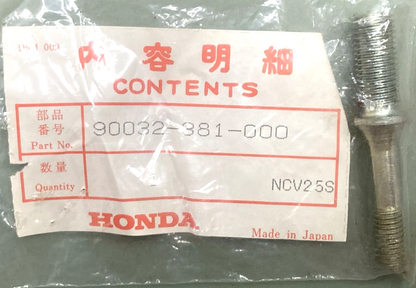 内容明細
CONTENTS
部品
番号
Part No.
90032-381-000
数量
Quantity
NCV25S
HONDA
Made in Japan